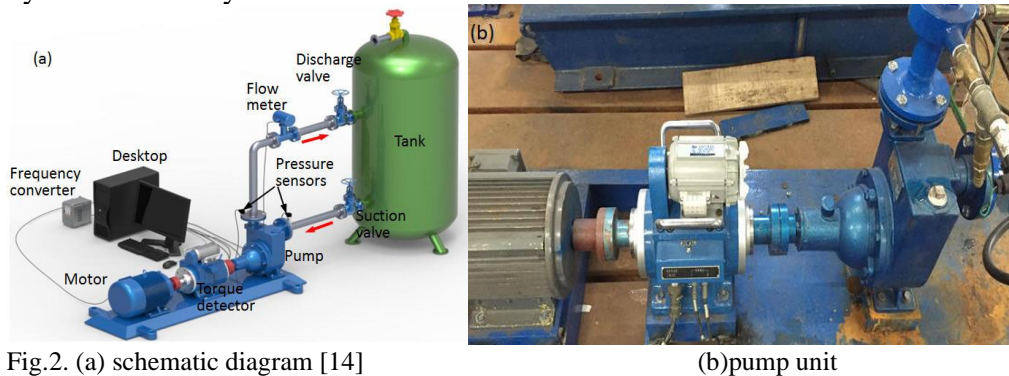 (a)
Discharge
valve
Flow
meter
Tank
Desktop
Frequency
converter
Pressure
sensors
Suction
valve
Pump
Motor
Torque
detector
(b)
Fig.2. (a) schematic diagram [14]
(b)pump unit